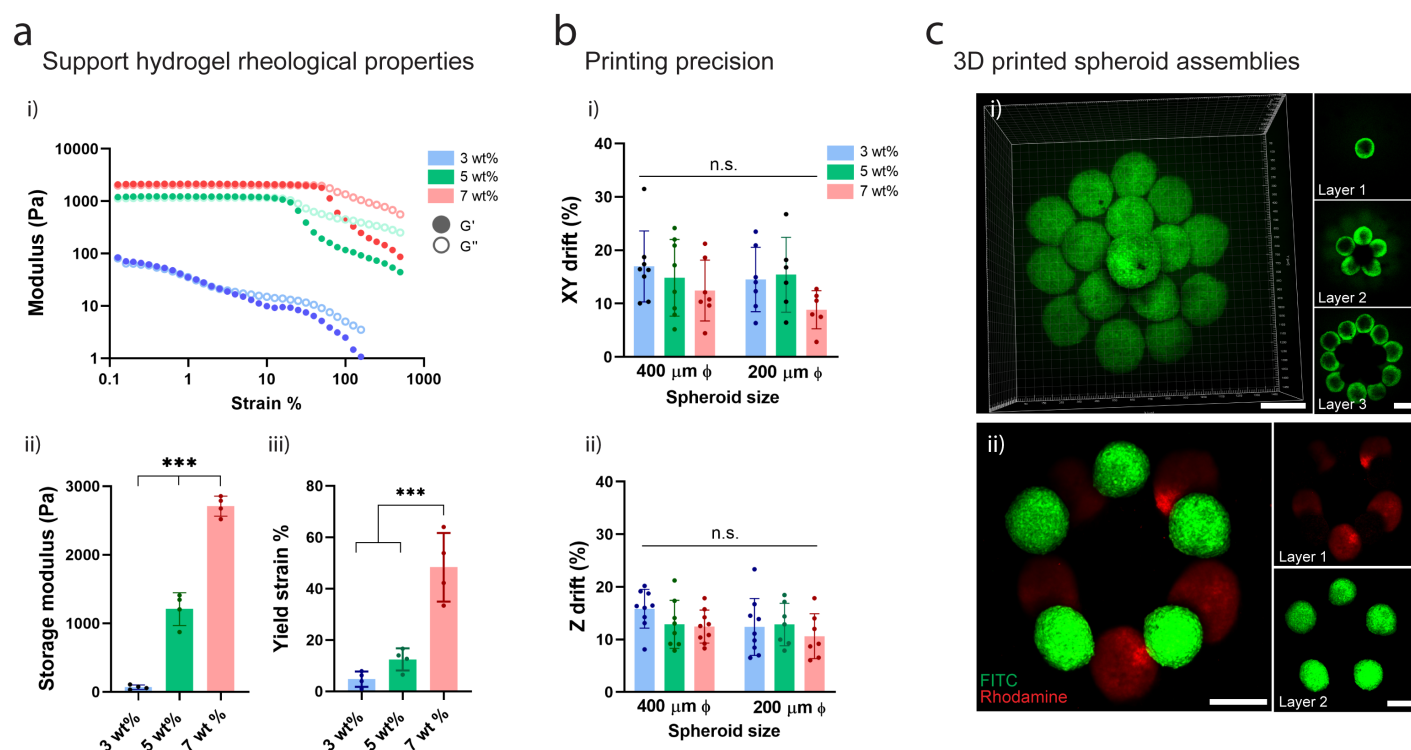 a
Support hydrogel rheological properties
i)
10000
1000
100
10
1
Modulus (Pa)
0.1
1
10
100
1000
Strain %
3 wt%
5 wt%
7 wt%
G'
G''
ii)
***
3000
2000
1000
0
Storage modulus (Pa)
3 wt%
5 wt%
7 wt %
iii)
***
80
60
40
20
0
Yield strain %
3 wt%
5 wt%
7 wt %
b
Printing precision
i)
40
30
20
10
0
XY drift (%)
n.s.
3 wt%
5 wt%
7 wt%
400 μm ϕ
200 μm ϕ
Spheroid size
ii)
40
30
20
10
0
Z drift (%)
n.s.
400 μm ϕ
200 μm ϕ
Spheroid size
c
3D printed spheroid assemblies
i)
Layer 1
Layer 2
Layer 3
ii)
FITC
Rhodamine
Layer 1
Layer 2